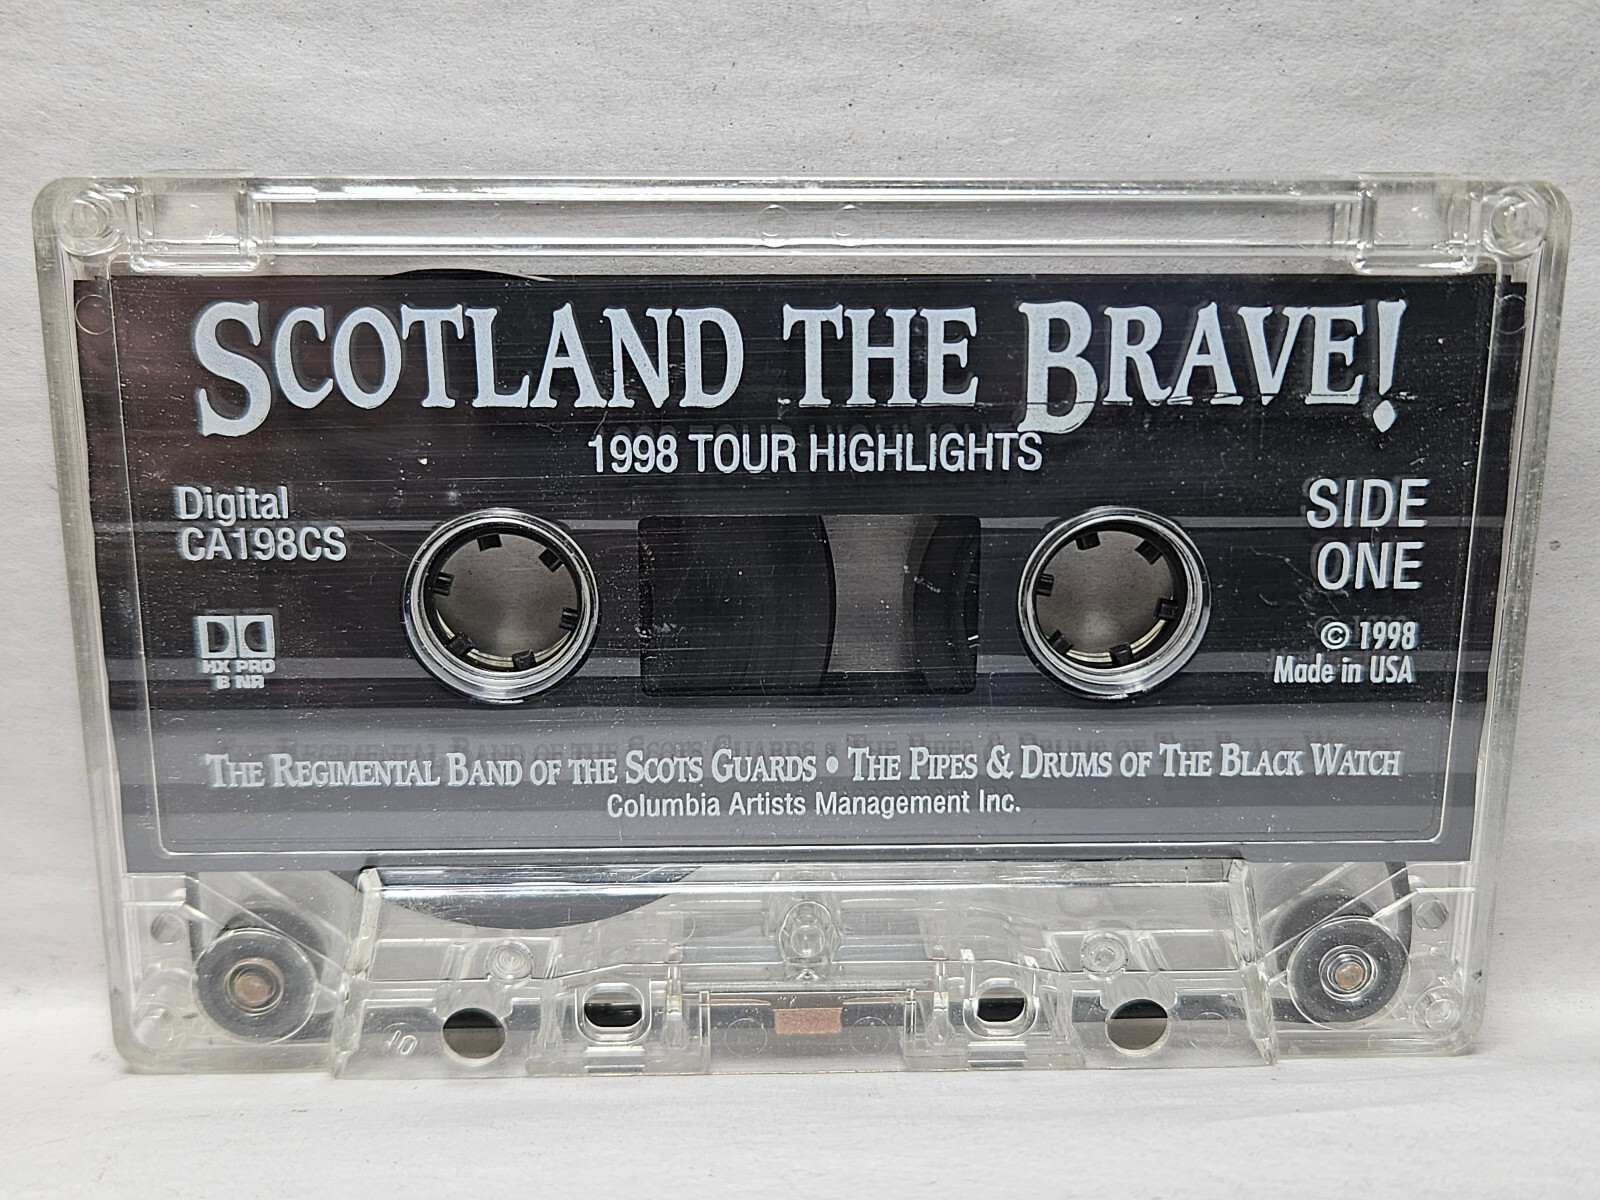 SCOTLAND THE BRAVE!
1998 TOUR HIGHLIGHTS
Digital
CA198CS
SIDE
ONE
HX PRO
B NR
© 1998
Made in USA
THE REGIMENTAL BAND OF THE SCOTS GUARDS • THE PIPES & DRUMS OF THE BLACK WATCH
Columbia Artists Management Inc.
10